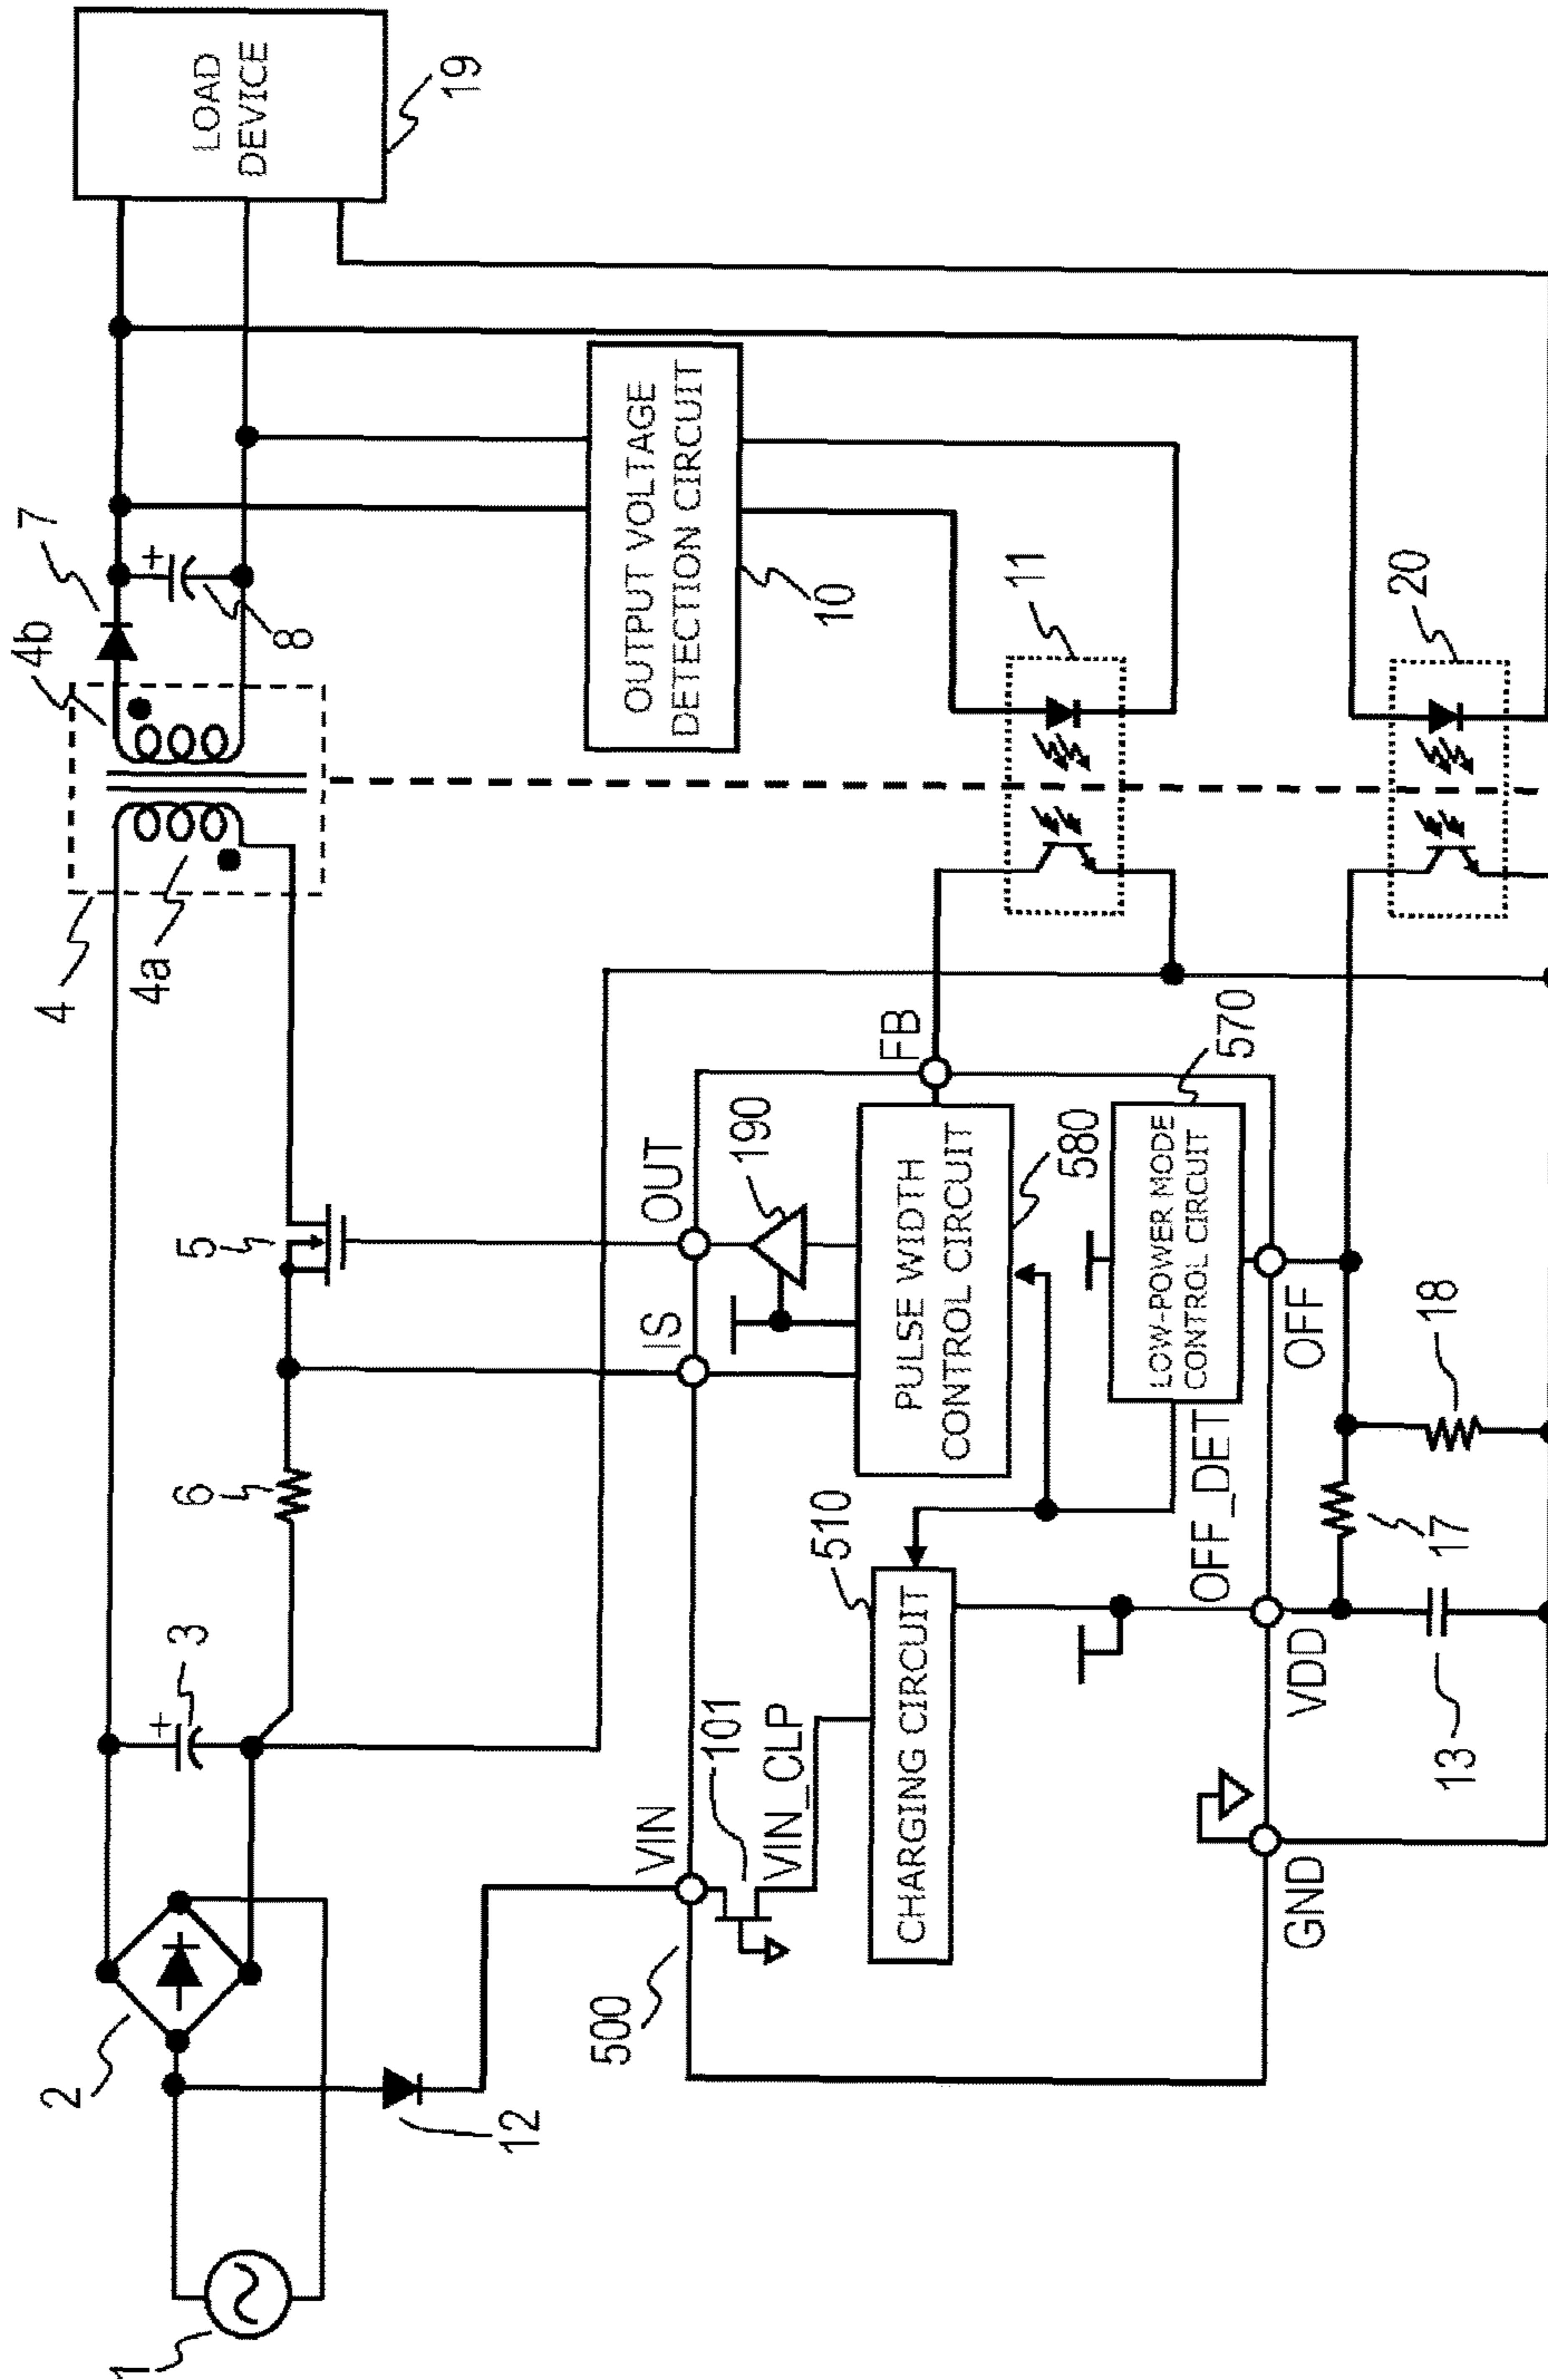 1
2
3
4
4a
4b
5
6
7
8
LOAD
DEVICE
19
12
500
VIN
101
VIN_CLP
IS
OUT
190
FB
OUTPUT VOLTAGE
DETECTION CIRCUIT
10
11
CHARGING CIRCUIT
510
PULSE WIDTH
CONTROL CIRCUIT
580
LOW-POWER MODE
CONTROL CIRCUIT
570
OFF_DET
GND
VDD
OFF
13
17
18
20
+
+